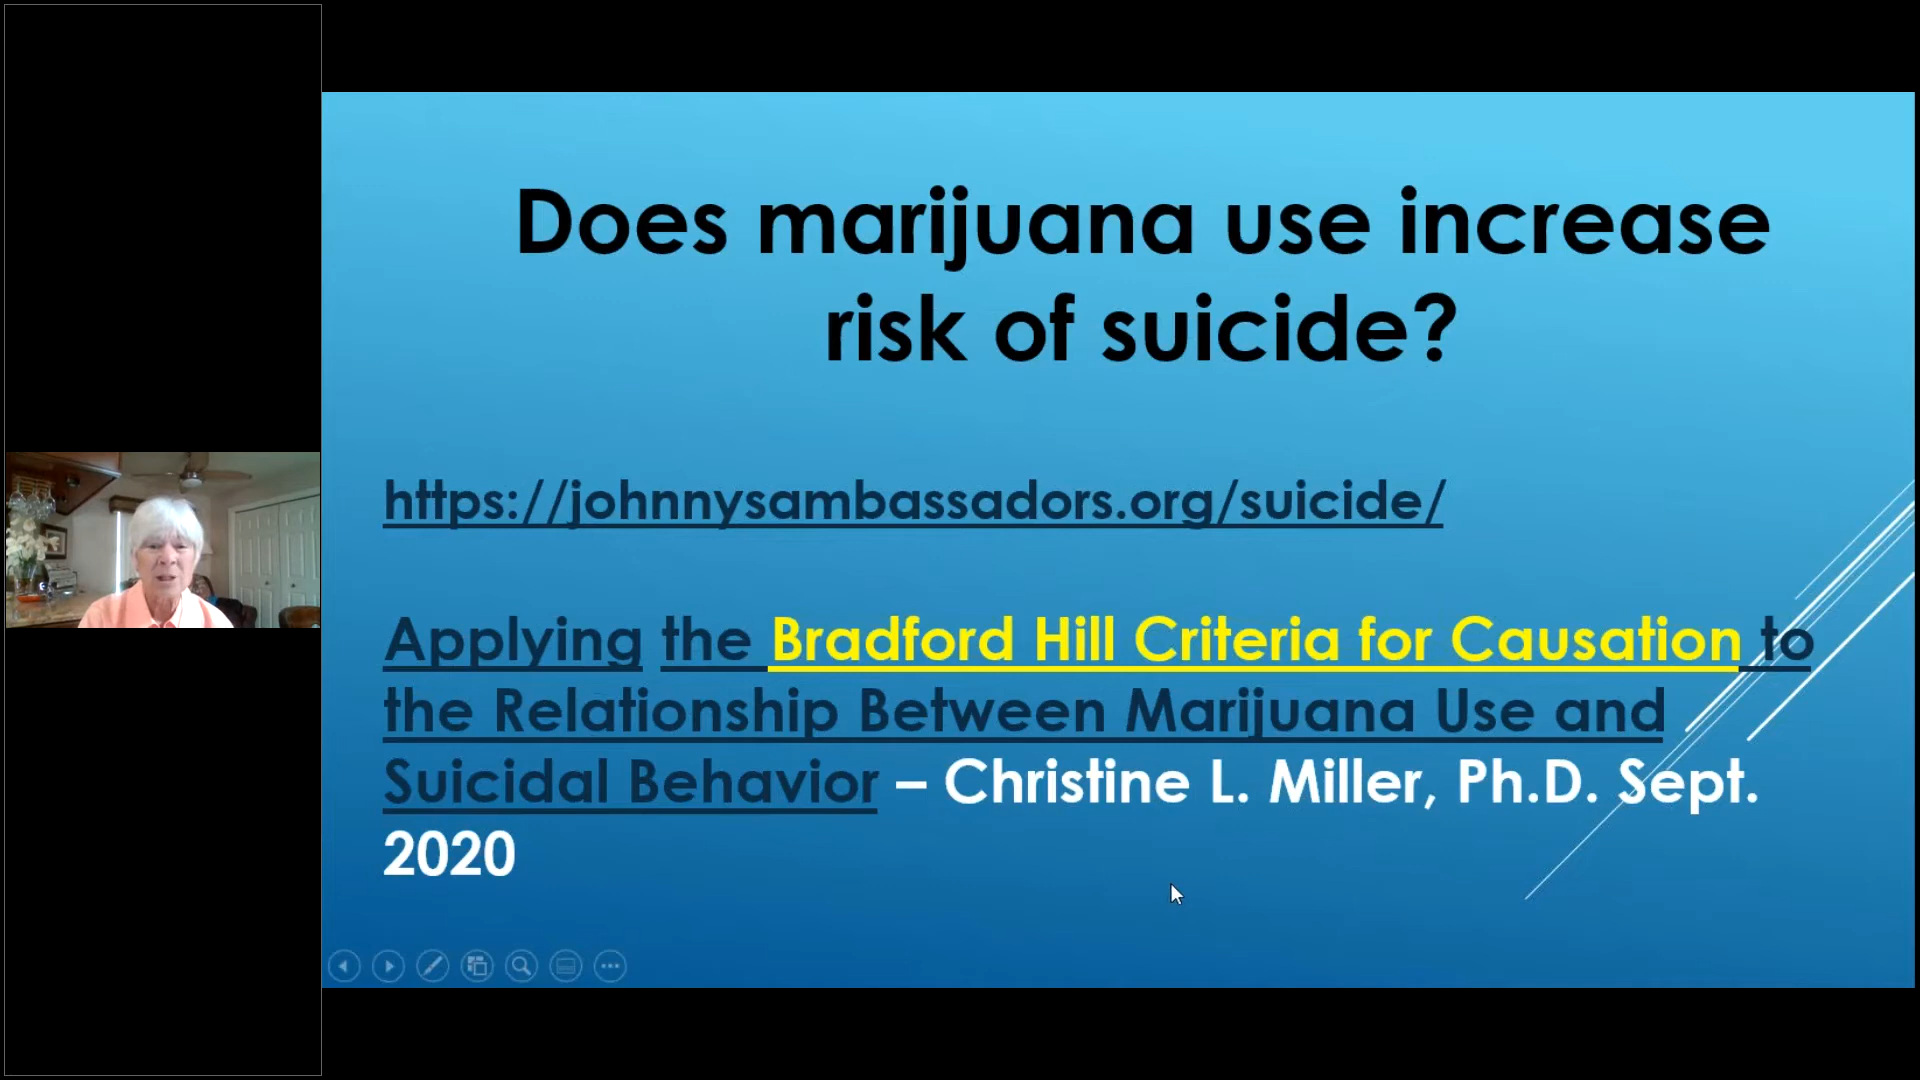 Does marijuana use increase
risk of suicide?
https://johnnysambassadors.org/suicide/
Applying the Bradford Hill Criteria for Causation to
the Relationship Between Marijuana Use and
Suicidal Behavior – Christine L. Miller, Ph.D. Sept.
2020